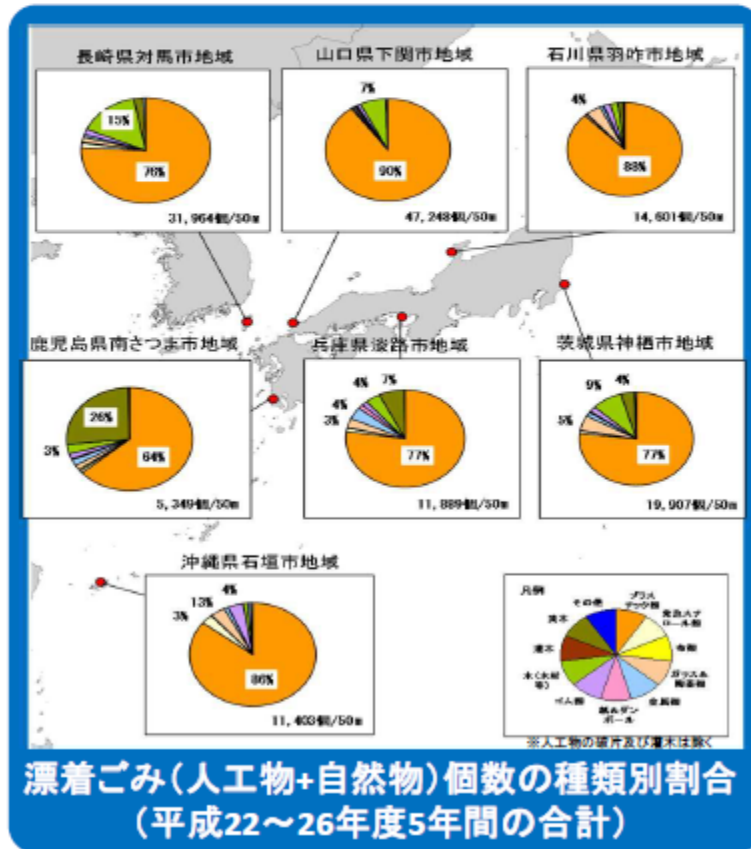 長崎県対馬市地域
山口県下関市地域
石川県羽咋市地域
15%
76%
31,964個/50m
7%
90%
47,248個/50m
4%
88%
14,601個/50m
鹿児島県南さつま市地域
兵庫県淡路市地域
茨城県神栖市地域
26%
3%
64%
5,349個/50m
4%
7%
4%
3%
77%
11,889個/50m
9%
4%
5%
77%
19,907個/50m
沖縄県石垣市地域
4%
13%
3%
86%
11,403個/50m
凡例
その他
プラス
チック類
発泡スチ
ロール類
布類
ガラス&
陶器類
金属類
紙&ダン
ボール
ゴム類
木(木材
等)
灌木
※人工物の破片及び灌木は除く
漂着ごみ(人工物+自然物)個数の種類別割合
(平成22～26年度5年間の合計)